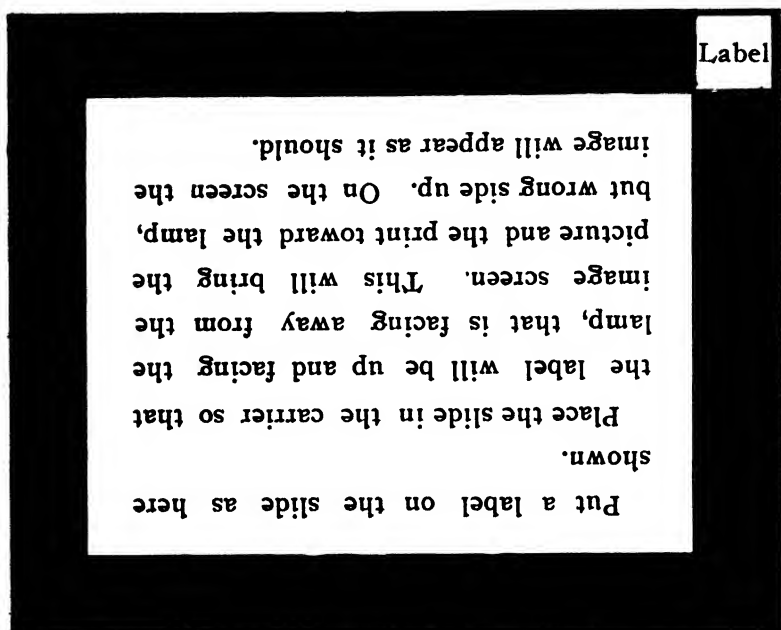 Label
Put a label on the slide as here
shown.
Place the slide in the carrier so that
the label will be up and facing the
lamp, that is facing away from the
image screen. This will bring the
picture and the print toward the lamp,
but wrong side up. On the screen the
image will appear as it should.